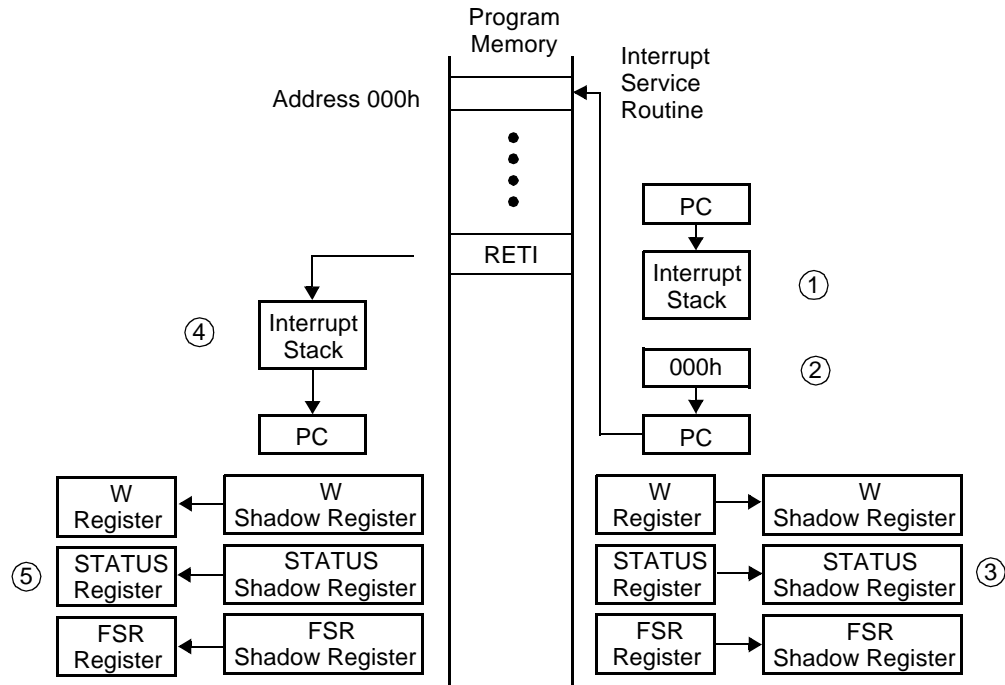 Program
Memory
Interrupt
Service
Routine
Address 000h
PC
RETI
Interrupt
Stack
①
④
Interrupt
Stack
000h
②
PC
PC
W
Register
W
Shadow Register
W
Register
W
Shadow Register
⑤
STATUS
Register
STATUS
Shadow Register
STATUS
Register
STATUS
Shadow Register
③
FSR
Register
FSR
Shadow Register
FSR
Register
FSR
Shadow Register